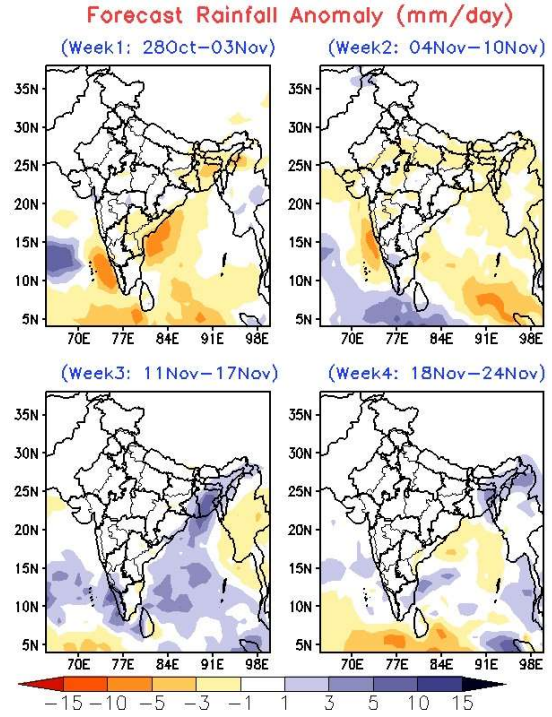 Forecast Rainfall Anomaly (mm/day)
(Week1: 28Oct-03Nov)
(Week2: 04Nov-10Nov)
35N
30N
25N
20N
15N
10N
5N
70E 77E 84E 91E 98E
35N
30N
25N
20N
15N
10N
5N
70E 77E 84E 91E 98E
(Week3: 11Nov-17Nov)
(Week4: 18Nov-24Nov)
35N
30N
25N
20N
15N
10N
5N
70E 77E 84E 91E 98E
35N
30N
25N
20N
15N
10N
5N
70E 77E 84E 91E 98E
-15 -10 -5 -3 -1 1 3 5 10 15